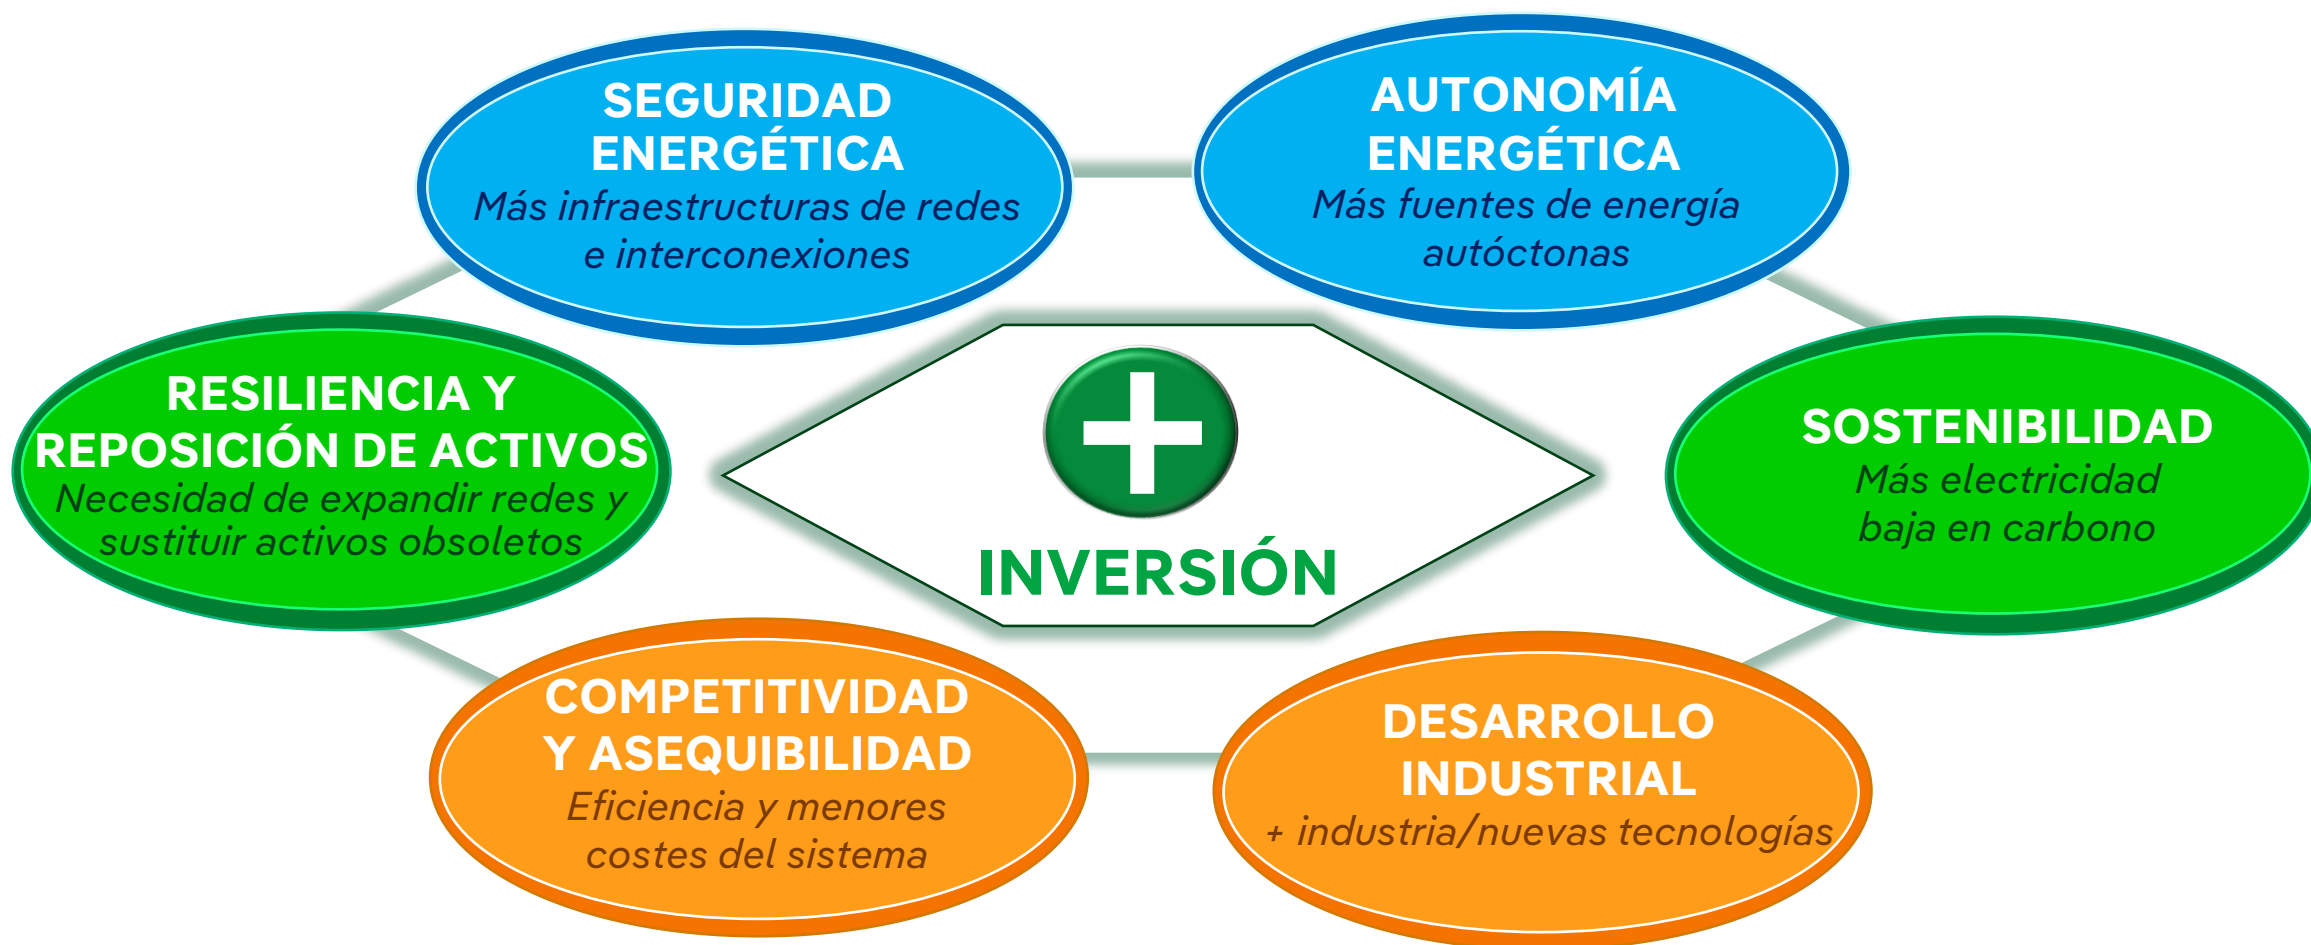 SEGURIDAD
ENERGÉTICA
Más infraestructuras de redes
e interconexiones
AUTONOMÍA
ENERGÉTICA
Más fuentes de energía
autóctonas
RESILIENCIA Y
REPOSICIÓN DE ACTIVOS
Necesidad de expandir redes y
sustituir activos obsoletos
INVERSIÓN
SOSTENIBILIDAD
Más electricidad
baja en carbono
COMPETITIVIDAD
Y ASEQUIBILIDAD
Eficiencia y menores
costes del sistema
DESARROLLO
INDUSTRIAL
+ industria/nuevas tecnologías